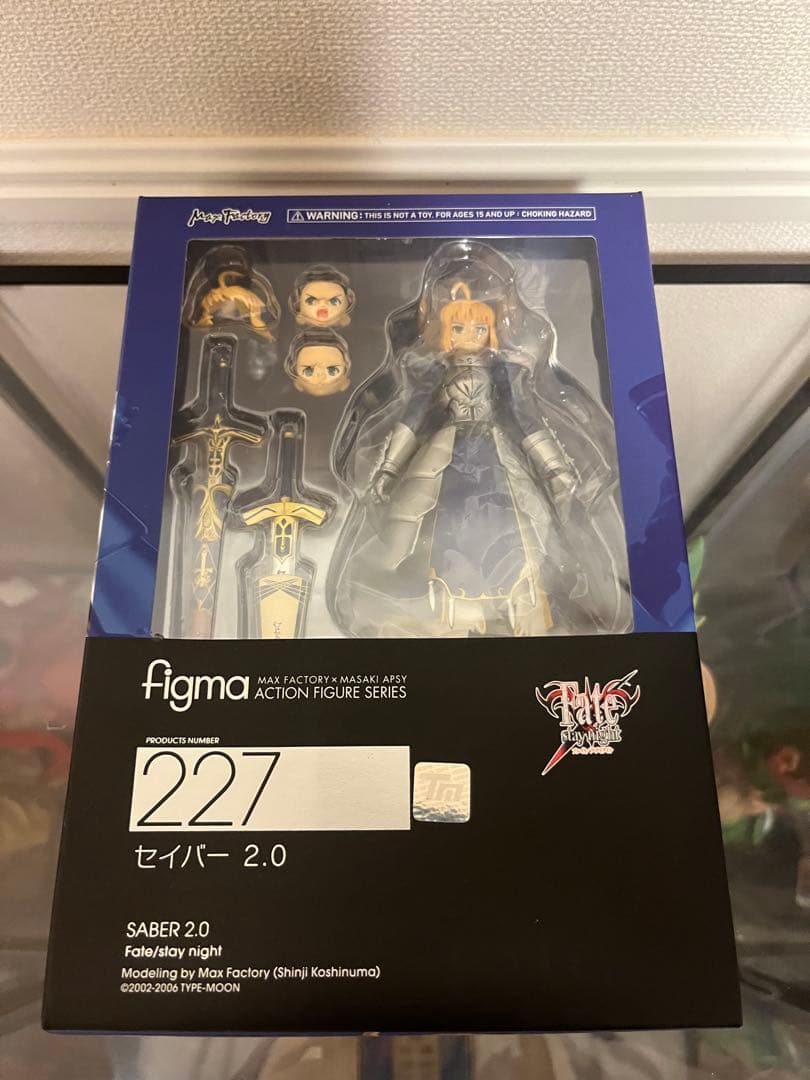 Max Factory
WARNING : THIS IS NOT A TOY. FOR AGES 15 AND UP : CHOKING HAZARD
figma
MAX FACTORY × MASAKI APSY
ACTION FIGURE SERIES
Fate
stay night
PRODUCTS NUMBER
227
TM
セイバー 2.0
SABER 2.0
Fate/stay night
Modeling by Max Factory (Shinji Koshinuma)
©2002-2006 TYPE-MOON